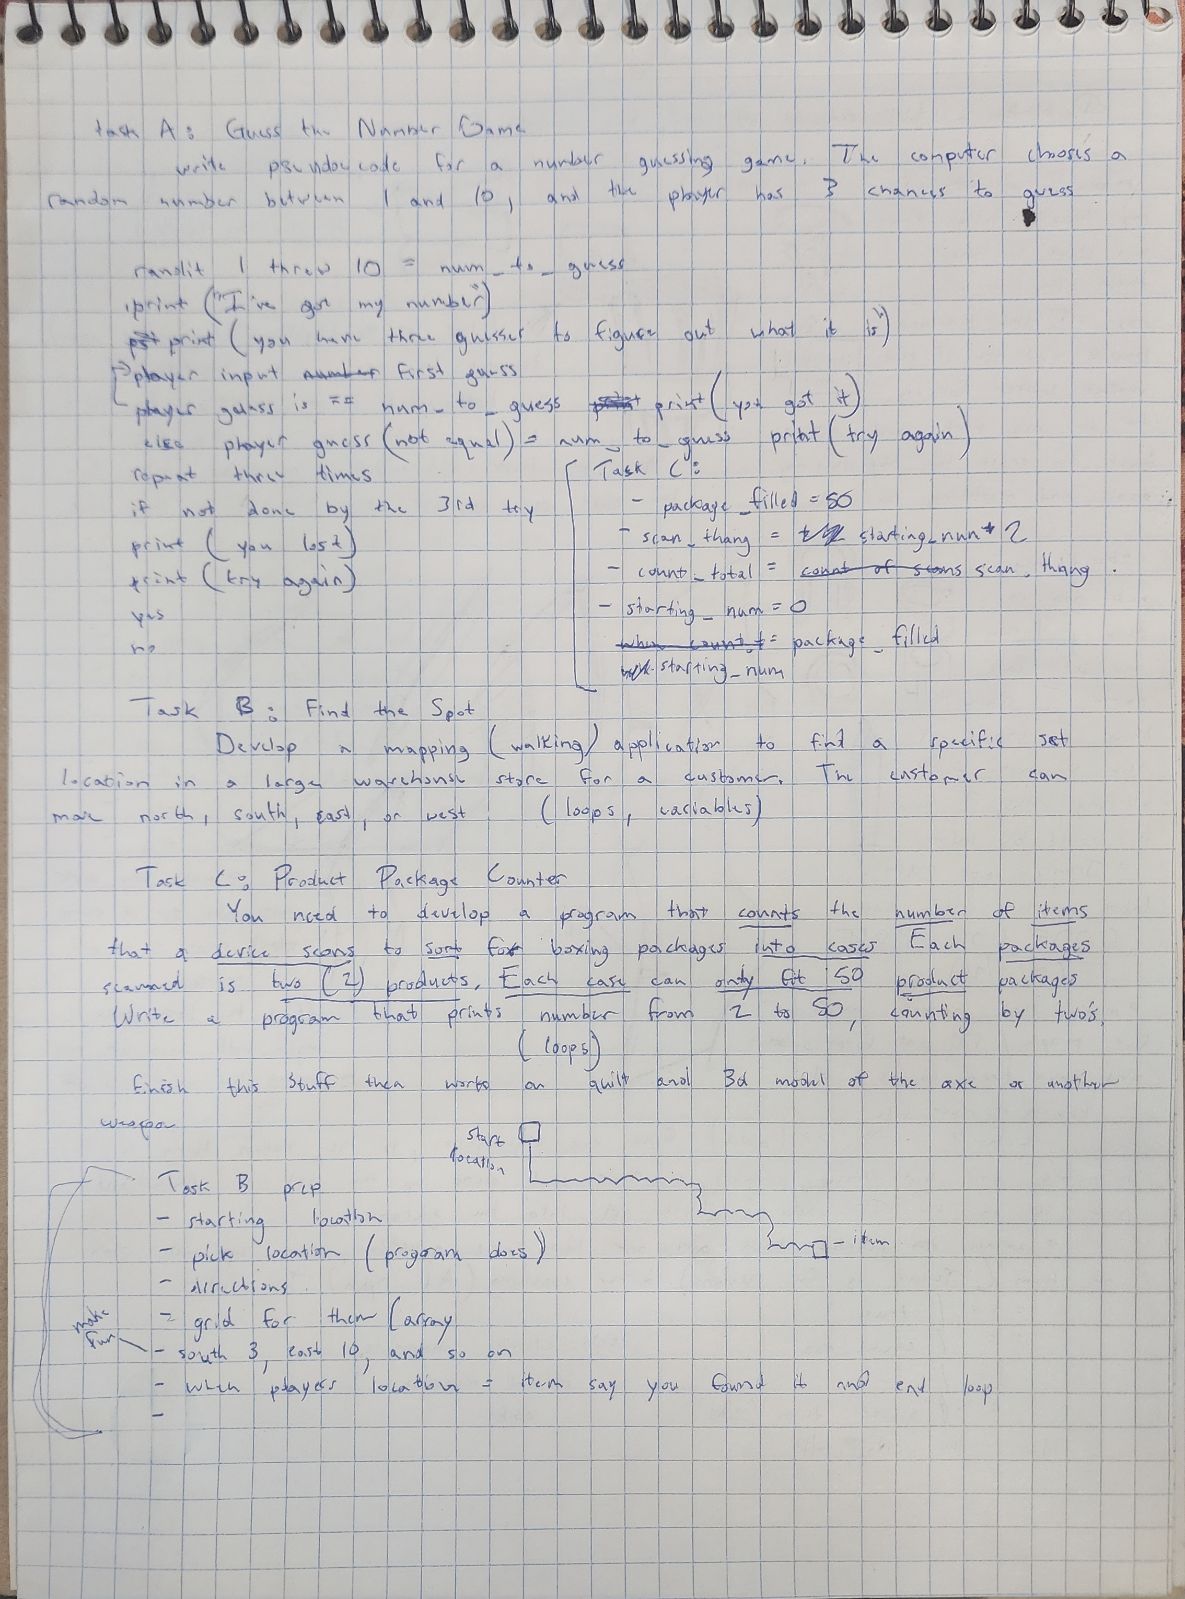 task A: Guess the Number Game
write pseudocode for a number guessing game. The computer chooses a
random number between 1 and 10, and the player has 3 chances to guess
randit 1 threw 10 = num_to_guess
print ("I've got my number")
print (you have three guesses to figure out what it is")
player input number first guess
player guess is == num_to_guess print (you got it)
else player guess (not equal) = num_to_guess print (try again)
repeat three times
if not done by the 3rd try
print (you lost)
print (try again)
yes
no
Task C:
- package_filled = 50
- scan_thang = starting_num * 2
- count_total = count of scans scan_thang.
- starting_num = 0
when count_t = package_filled
starting_num
Task B: Find the Spot
Develop a mapping (walking) application to find a specific set
location in a large warehouse store for a customer. The customer can
move north, south, east, or west (loops, variables)
Task C: Product Package Counter
You need to develop a program that counts the number of items
that a device scans to sort for boxing packages into cases Each packages
scanned is two (2) products. Each case can only fit 50 product packages
Write a program that prints number from 2 to 50, counting by two's.
(loops)
finish this stuff then work on quilt and 3d model of the axe or another
weapon
start
location
- item
Task B prep
- starting location
- pick location (program does)
- directions
- grid for them (array
make
fun
- south 3, east 10, and so on
- when players location = item say you found it and end loop
-